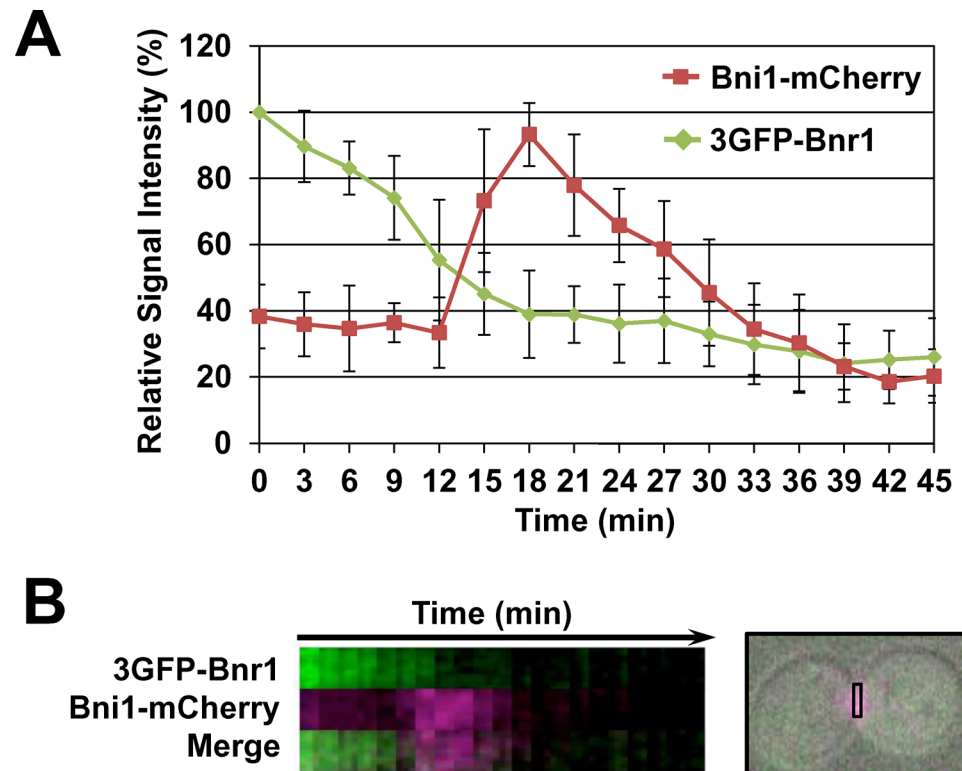 A
Relative Signal Intensity (%)
120
100
80
60
40
20
0
Bni1-mCherry
3GFP-Bnr1
0 3 6 9 12 15 18 21 24 27 30 33 36 39 42 45
Time (min)
B
Time (min)
3GFP-Bnr1
Bni1-mCherry
Merge